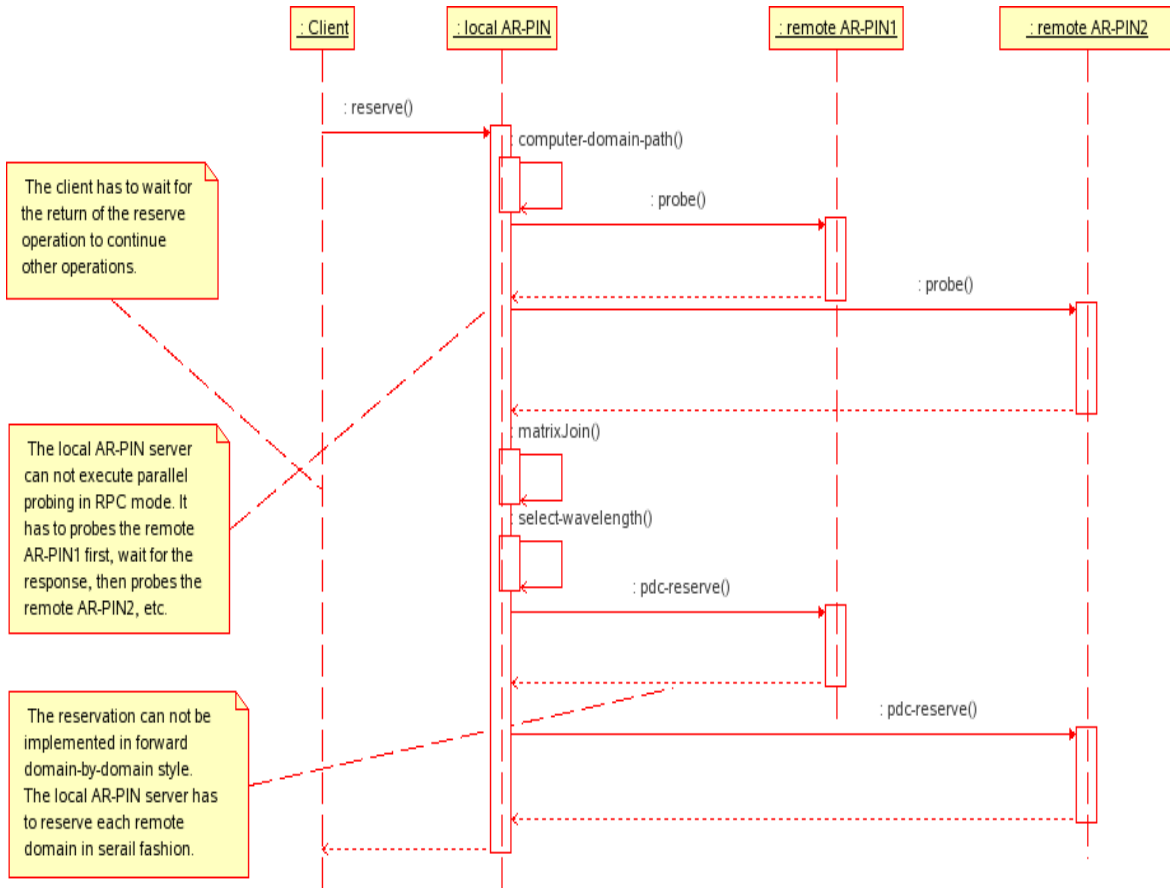 : Client
: local AR-PIN
: remote AR-PIN1
: remote AR-PIN2
: reserve()
: computer-domain-path()
: probe()
The client has to wait for
the return of the reserve
operation to continue
other operations.
: probe()
: matrixJoin()
The local AR-PIN server
can not execute parallel
probing in RPC mode. It
has to probes the remote
AR-PIN1 first, wait for the
response, then probes the
remote AR-PIN2, etc.
: select-wavelength()
: pdc-reserve()
: pdc-reserve()
The reservation can not be
implemented in forward
domain-by-domain style.
The local AR-PIN server has
to reserve each remote
domain in serail fashion.